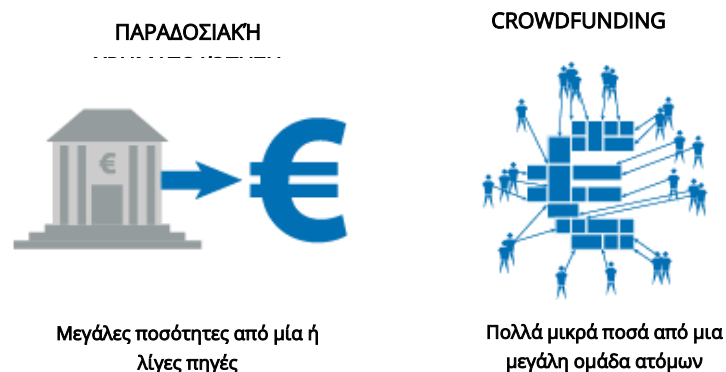 ΠΑΡΑΔΟΣΙΑΚΉ
CROWDFUNDING
€
Μεγάλες ποσότητες από μία ή
λίγες πηγές
Πολλά μικρά ποσά από μια
μεγάλη ομάδα ατόμων